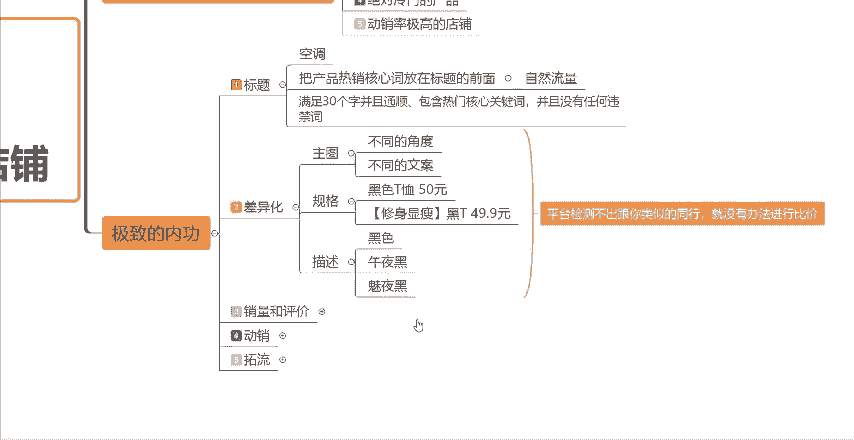 绝对冷门的产品
5 动销率极高的店铺
店铺
极致的内功
1 标题
空调
把产品热销核心词放在标题的前面
自然流量
满足30个字并且通顺、包含热门核心关键词，并且没有任何违
禁词
2 差异化
主图
不同的角度
不同的文案
规格
黑色T恤 50元
【修身显瘦】黑T 49.9元
描述
黑色
午夜黑
魅夜黑
平台检测不出跟你类似的同行，就没有办法进行比价
3 销量和评价
4 动销
5 拓流